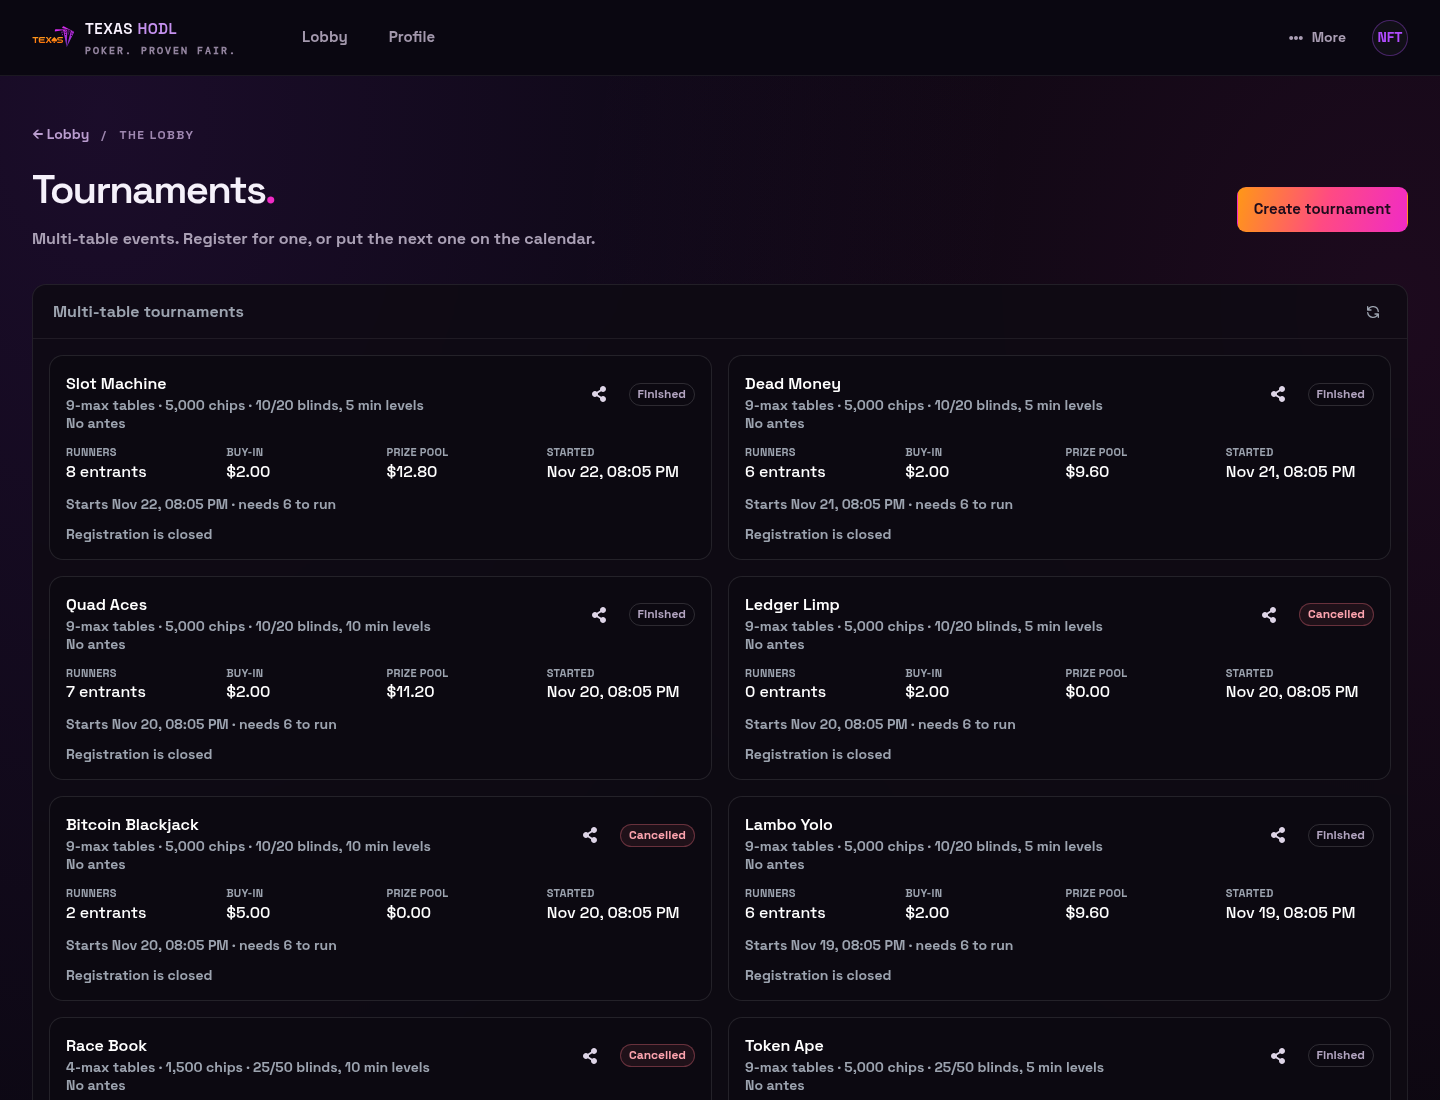 TEXAS
TEXAS HODL
POKER. PROVEN FAIR.
Lobby
Profile
••• More
NFT
← Lobby / THE LOBBY
Tournaments.
Multi-table events. Register for one, or put the next one on the calendar.
Create tournament
Multi-table tournaments
Slot Machine
9-max tables · 5,000 chips · 10/20 blinds, 5 min levels
No antes
Finished
RUNNERS BUY-IN PRIZE POOL STARTED
8 entrants $2.00 $12.80 Nov 22, 08:05 PM
Starts Nov 22, 08:05 PM · needs 6 to run
Registration is closed
Dead Money
9-max tables · 5,000 chips · 10/20 blinds, 5 min levels
No antes
Finished
RUNNERS BUY-IN PRIZE POOL STARTED
6 entrants $2.00 $9.60 Nov 21, 08:05 PM
Starts Nov 21, 08:05 PM · needs 6 to run
Registration is closed
Quad Aces
9-max tables · 5,000 chips · 10/20 blinds, 10 min levels
No antes
Finished
RUNNERS BUY-IN PRIZE POOL STARTED
7 entrants $2.00 $11.20 Nov 20, 08:05 PM
Starts Nov 20, 08:05 PM · needs 6 to run
Registration is closed
Ledger Limp
9-max tables · 5,000 chips · 10/20 blinds, 5 min levels
No antes
Cancelled
RUNNERS BUY-IN PRIZE POOL STARTED
0 entrants $2.00 $0.00 Nov 20, 08:05 PM
Starts Nov 20, 08:05 PM · needs 6 to run
Registration is closed
Bitcoin Blackjack
9-max tables · 5,000 chips · 10/20 blinds, 10 min levels
No antes
Cancelled
RUNNERS BUY-IN PRIZE POOL STARTED
2 entrants $5.00 $0.00 Nov 20, 08:05 PM
Starts Nov 20, 08:05 PM · needs 6 to run
Registration is closed
Lambo Yolo
9-max tables · 5,000 chips · 10/20 blinds, 5 min levels
No antes
Finished
RUNNERS BUY-IN PRIZE POOL STARTED
6 entrants $2.00 $9.60 Nov 19, 08:05 PM
Starts Nov 19, 08:05 PM · needs 6 to run
Registration is closed
Race Book
4-max tables · 1,500 chips · 25/50 blinds, 10 min levels
No antes
Cancelled
Token Ape
9-max tables · 5,000 chips · 25/50 blinds, 5 min levels
No antes
Finished